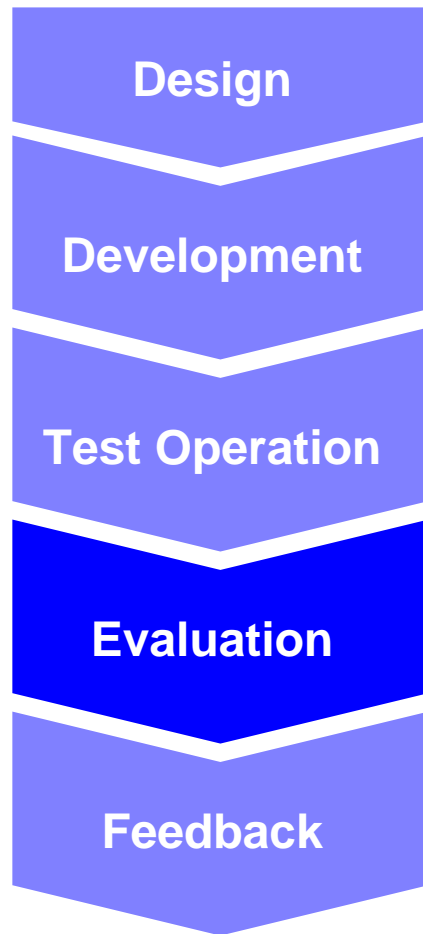 Design
Development
Test Operation
Evaluation
Feedback